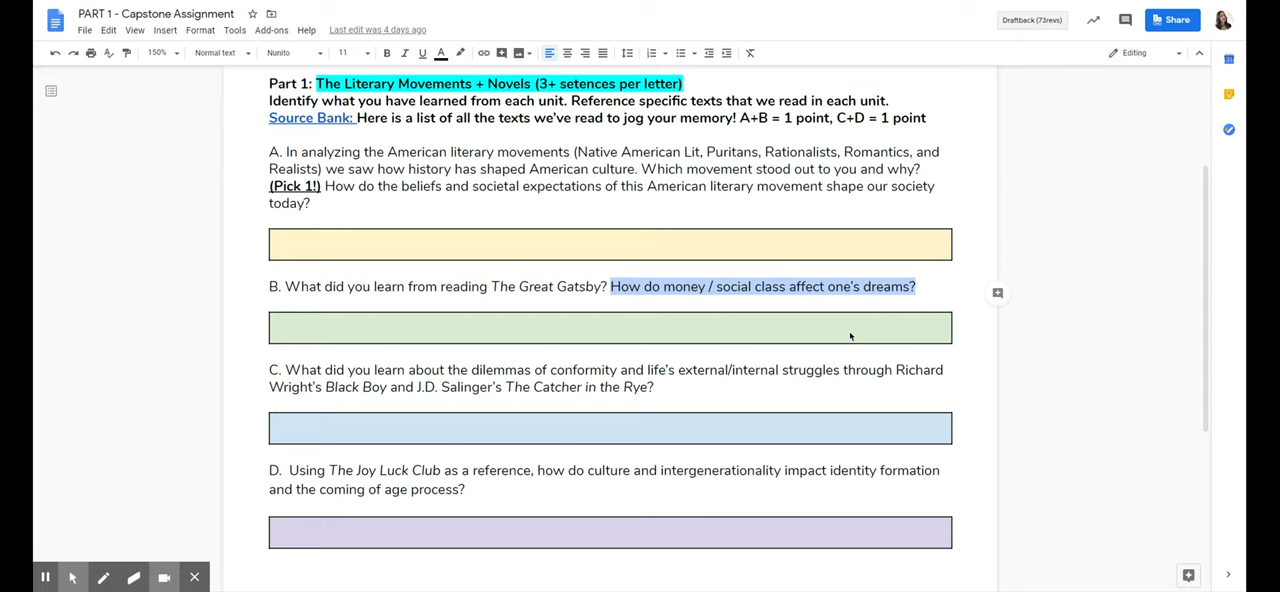 PART 1 - Capstone Assignment
File Edit View Insert Format Tools Add-ons Help Last edit was 4 days ago
Draftback (73revs)
Share
150% Normal text Nunito 11 B I U A Editing
Part 1: The Literary Movements + Novels (3+ setences per letter)
Identify what you have learned from each unit. Reference specific texts that we read in each unit.
Source Bank: Here is a list of all the texts we've read to jog your memory! A+B = 1 point, C+D = 1 point
A. In analyzing the American literary movements (Native American Lit, Puritans, Rationalists, Romantics, and
Realists) we saw how history has shaped American culture. Which movement stood out to you and why?
(Pick 1!) How do the beliefs and societal expectations of this American literary movement shape our society
today?
B. What did you learn from reading The Great Gatsby? How do money / social class affect one's dreams?
C. What did you learn about the dilemmas of conformity and life's external/internal struggles through Richard
Wright's Black Boy and J.D. Salinger's The Catcher in the Rye?
D. Using The Joy Luck Club as a reference, how do culture and intergenerationality impact identity formation
and the coming of age process?